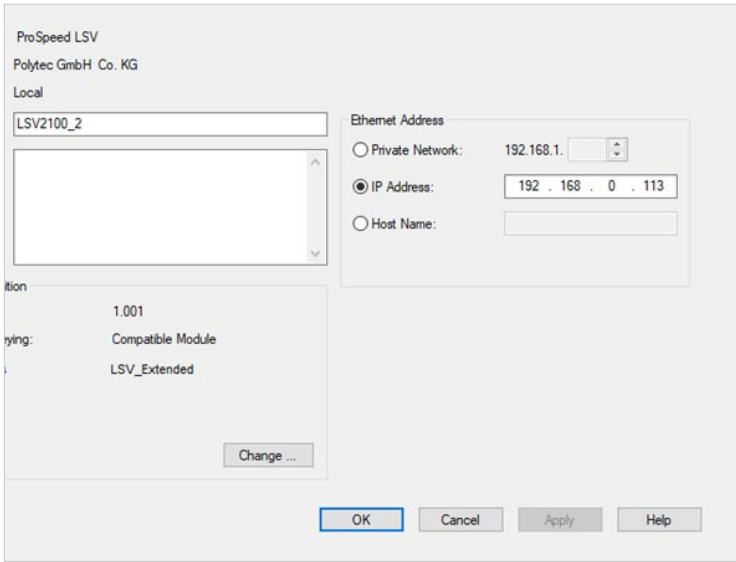 ProSpeed LSV
Polytec GmbH Co. KG
Local
LSV2100_2
Ethernet Address
Private Network: 192.168.1.
IP Address: 192 . 168 . 0 . 113
Host Name:
ition
1.001
eying: Compatible Module
s LSV_Extended
Change ...
OK Cancel Apply Help